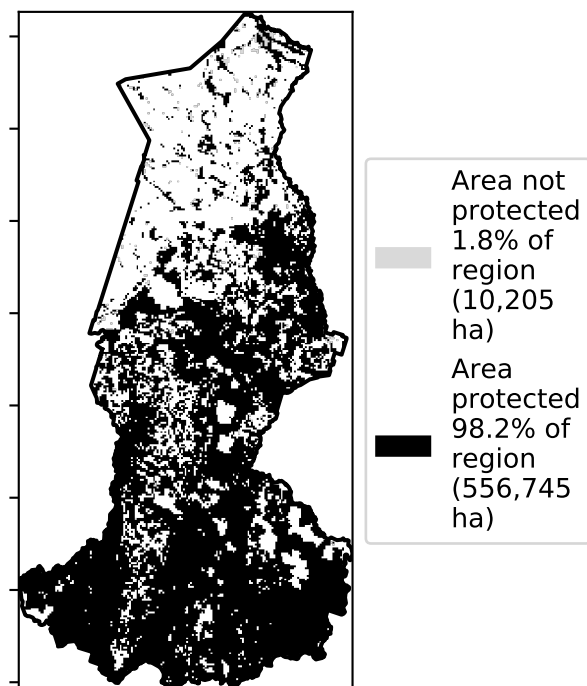 Area not
protected
1.8% of
region
(10,205
ha)
Area
protected
98.2% of
region
(556,745
ha)